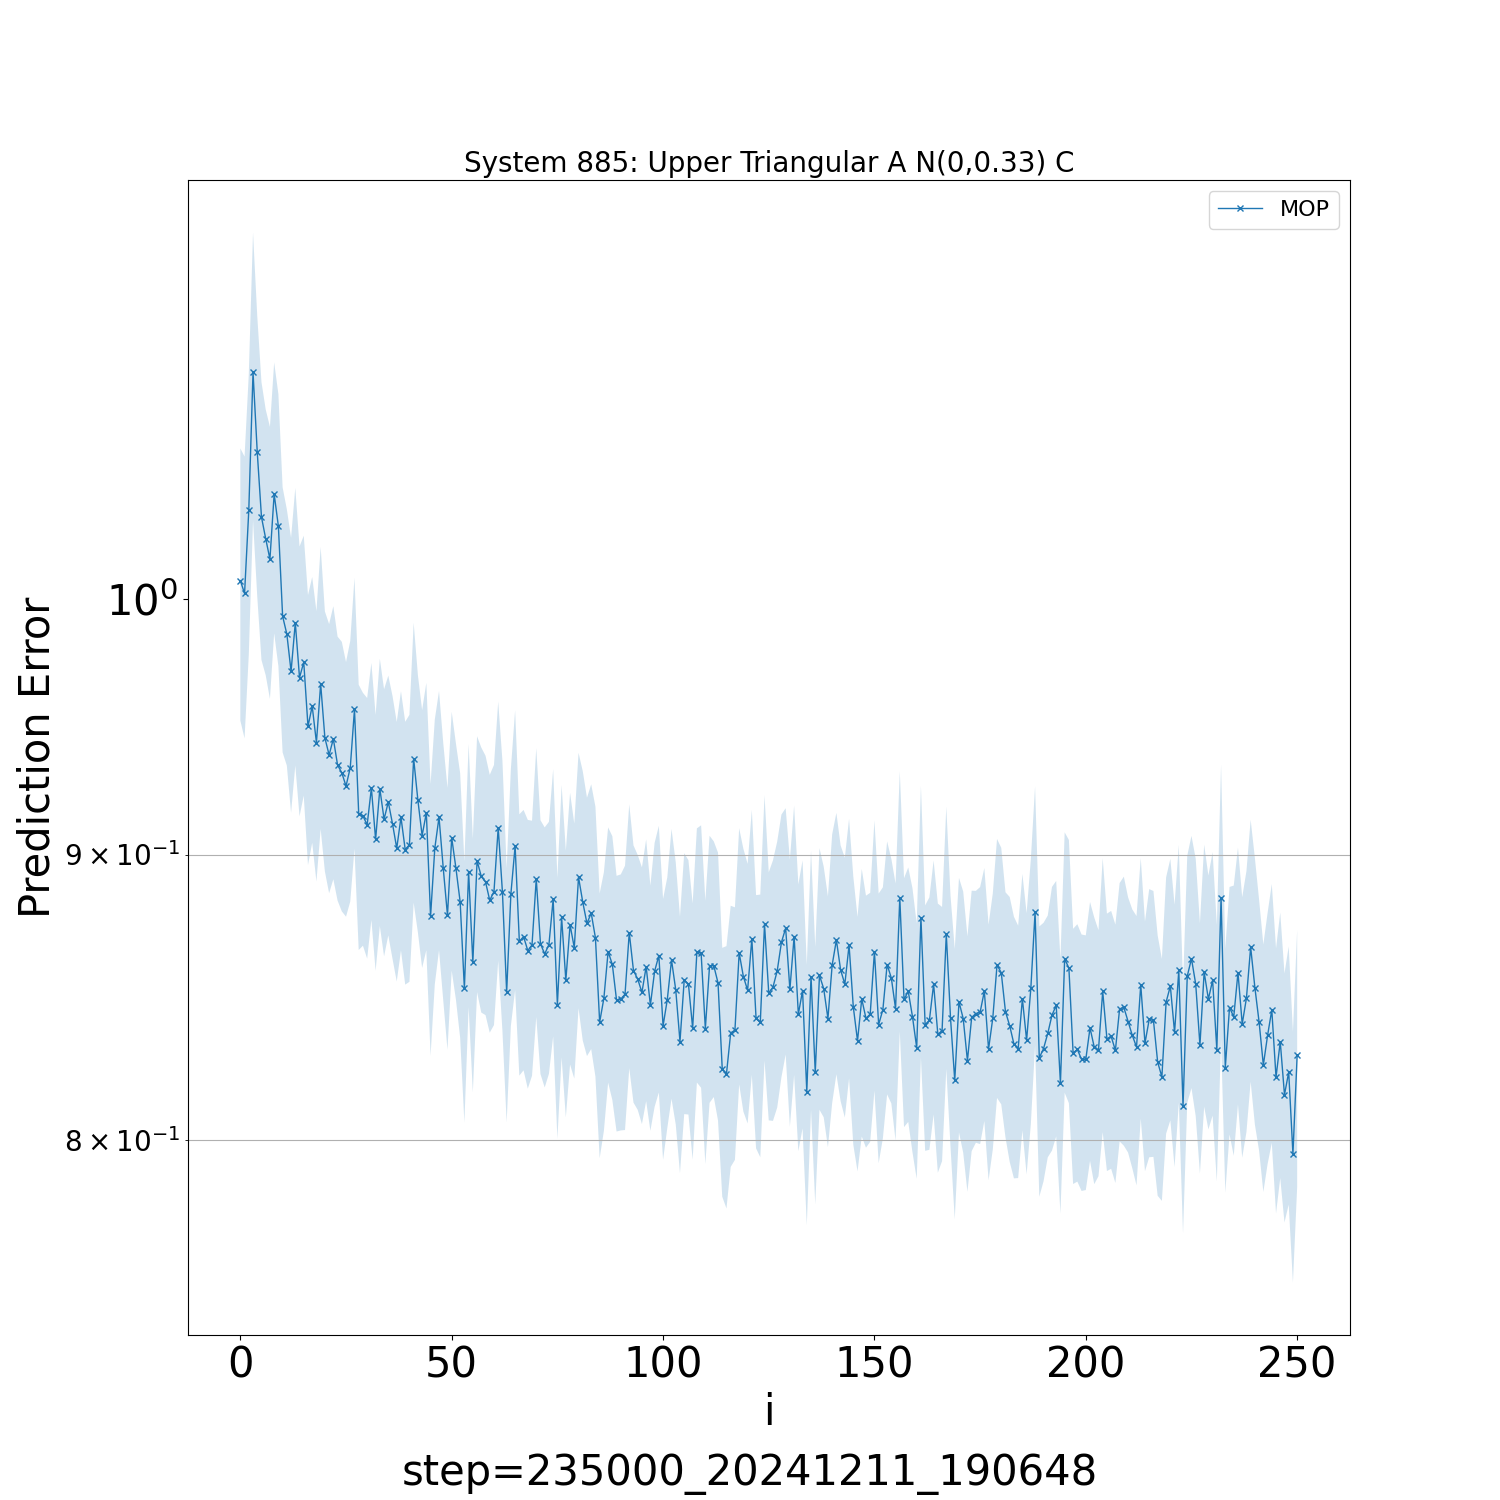 System 885: Upper Triangular A N(0,0.33) C
MOP
Prediction Error
10⁰
9 × 10⁻¹
8 × 10⁻¹
0 50 100 150 200 250
i
step=235000_20241211_190648